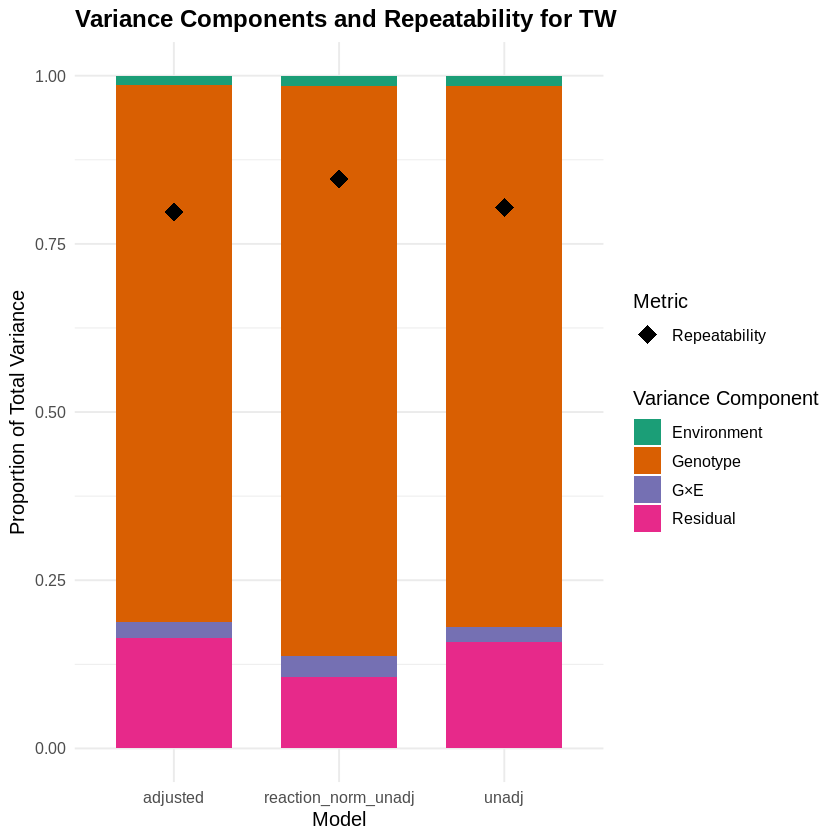 Variance Components and Repeatability for TW
Proportion of Total Variance
1.00
0.75
0.50
0.25
0.00
adjusted
reaction_norm_unadj
unadj
Model
Metric
Repeatability
Variance Component
Environment
Genotype
G×E
Residual